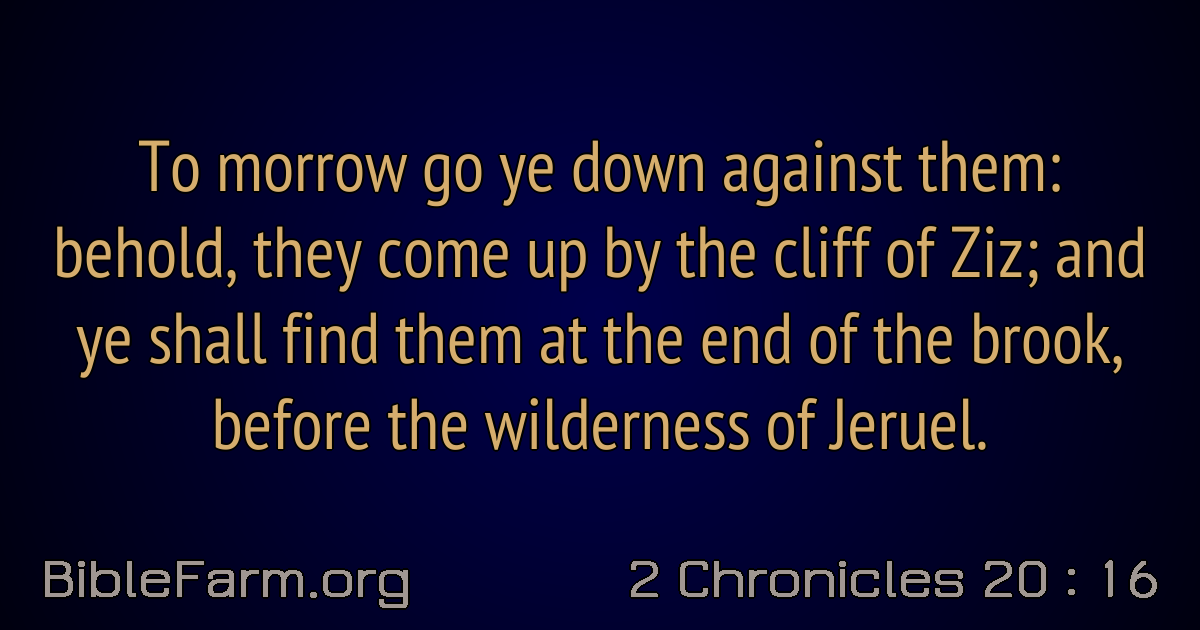 To morrow go ye down against them:
behold, they come up by the cliff of Ziz; and
ye shall find them at the end of the brook,
before the wilderness of Jeruel.
BibleFarm.org
2 Chronicles 20 : 16